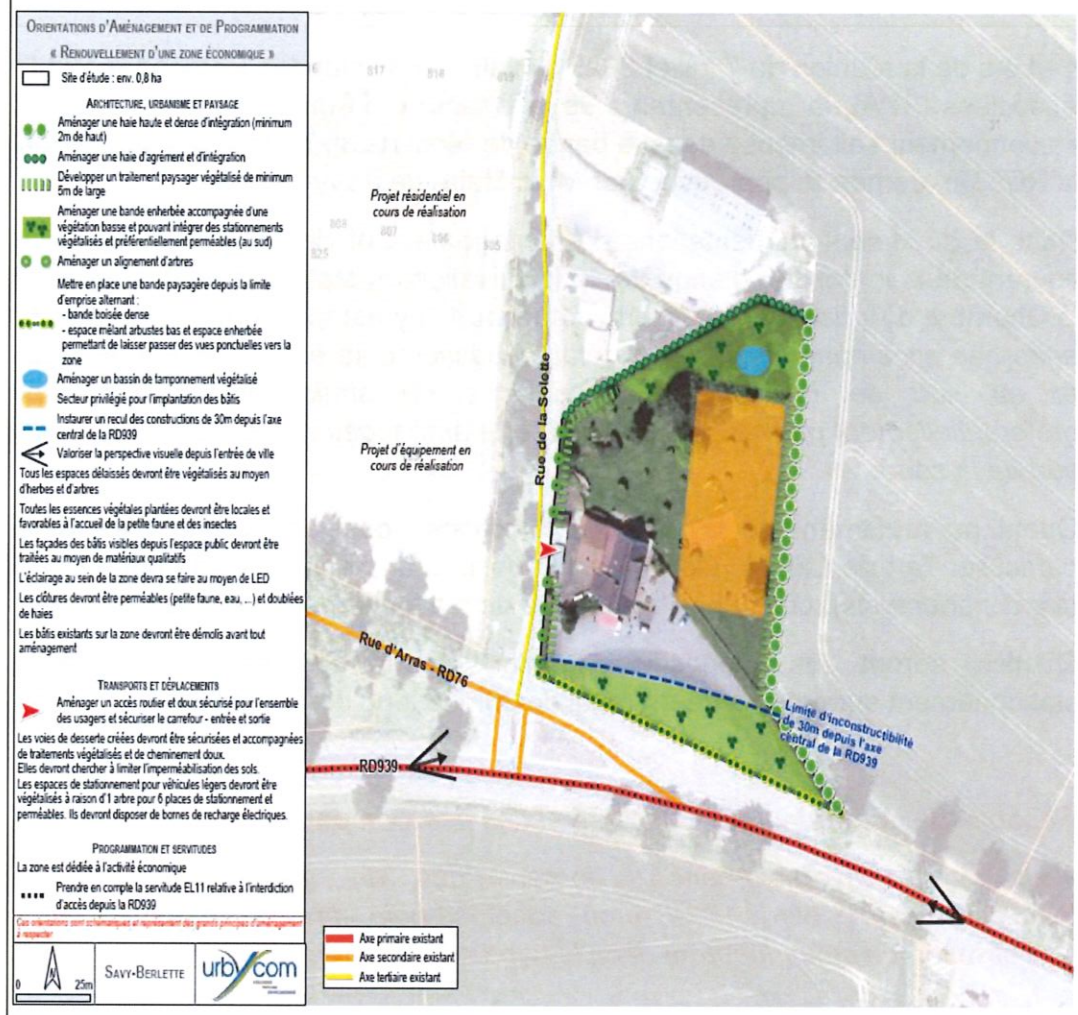 ORIENTATIONS D'AMÉNAGEMENT ET DE PROGRAMMATION
« RENOUVELLEMENT D'UNE ZONE ÉCONOMIQUE »
Site d'étude : env. 0,8 ha
ARCHITECTURE, URBANISME ET PAYSAGE
Aménager une haie haute et dense d'intégration (minimum
2m de haut)
Aménager une haie d'agrément et d'intégration
Développer un traitement paysager végétalisé de minimum
5m de large
Aménager une bande enherbée accompagnée d'une
végétation basse et pouvant intégrer des stationnements
végétalisés et préférentiellement perméables (au sud)
Aménager un alignement d'arbres
Mettre en place une bande paysagère depuis la limite
d'emprise alternant :
- bande boisée dense
- espace mêlant arbustes bas et espace enherbée
permettant de laisser passer des vues ponctuelles vers la
zone
Aménager un bassin de tamponnement végétalisé
Secteur privilégié pour l'implantation des bâtis
Instaurer un recul des constructions de 30m depuis l'axe
central de la RD939
Valoriser la perspective visuelle depuis l'entrée de ville
Tous les espaces délaissés devront être végétalisés au moyen
d'herbes et d'arbres
Toutes les essences végétales plantées devront être locales et
favorables à l'accueil de la petite faune et des insectes
Les façades des bâtis visibles depuis l'espace public devront être
traitées au moyen de matériaux qualitatifs
L'éclairage au sein de la zone devra se faire au moyen de LED
Les clôtures devront être perméables (petite faune, eau, ...) et doublées
de haies
Les bâtis existants sur la zone devront être démolis avant tout
aménagement
TRANSPORTS ET DÉPLACEMENTS
Aménager un accès routier et doux sécurisé pour l'ensemble
des usagers et sécuriser le carrefour - entrée et sortie
Les voies de desserte créées devront être sécurisées et accompagnées
de traitements végétalisés et de cheminement doux.
Elles devront chercher à limiter l'imperméabilisation des sols.
Les espaces de stationnement pour véhicules légers devront être
végétalisés à raison d'1 arbre pour 6 places de stationnement et
perméables. Ils devront disposer de bornes de recharge électriques.
PROGRAMMATION ET SERVITUDES
La zone est dédiée à l'activité économique
Prendre en compte la servitude EL11 relative à l'interdiction
d'accès depuis la RD939
Ces orientations sont schématiques et représentent des grands principes d'aménagement
à respecter
0 25m
SAVY-BERLETTE
urbycom
817 818
Projet résidentiel en
cours de réalisation
808 807 806 805
825
Rue de la Solette
Projet d'équipement en
cours de réalisation
Rue d'Arras - RD76
RD939
Limite d'inconstructibilité
de 30m depuis l'axe
central de la RD939
Axe primaire existant
Axe secondaire existant
Axe tertiaire existant